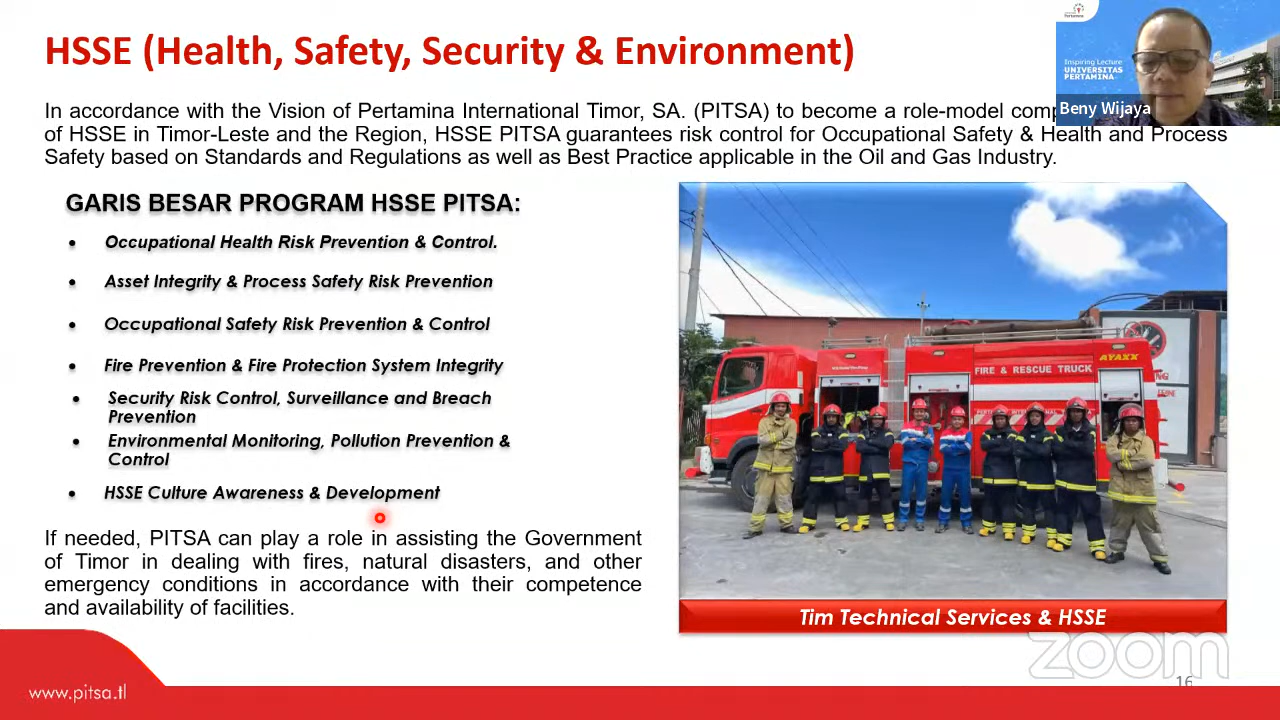 HSSE (Health, Safety, Security & Environment)
Pertamina
Inspiring Lecture
UNIVERSITAS
PERTAMINA
Beny Wijaya
In accordance with the Vision of Pertamina International Timor, SA. (PITSA) to become a role-model
of HSSE in Timor-Leste and the Region, HSSE PITSA guarantees risk control for Occupational Safety & Health and Process
Safety based on Standards and Regulations as well as Best Practice applicable in the Oil and Gas Industry.
GARIS BESAR PROGRAM HSSE PITSA:
• Occupational Health Risk Prevention & Control.
• Asset Integrity & Process Safety Risk Prevention
• Occupational Safety Risk Prevention & Control
• Fire Prevention & Fire Protection System Integrity
• Security Risk Control, Surveillance and Breach
Prevention
• Environmental Monitoring, Pollution Prevention &
Control
• HSSE Culture Awareness & Development
If needed, PITSA can play a role in assisting the Government
of Timor in dealing with fires, natural disasters, and other
emergency conditions in accordance with their competence
and availability of facilities.
AYAXX
FIRE & RESCUE TRUCK
Tim Technical Services & HSSE
zoom
16
www.pitsa.tl